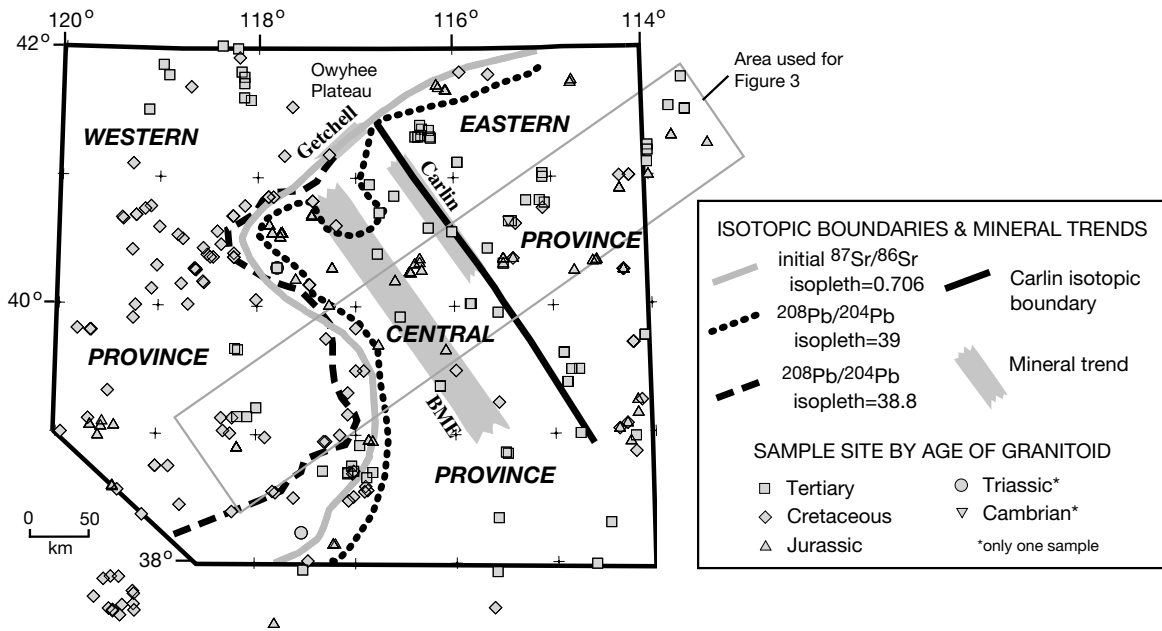 120° 118° 116° 114°
42°
Owyhee
Plateau
Area used for
Figure 3
Getchell
WESTERN
EASTERN
Carlin
PROVINCE
40°
CENTRAL
PROVINCE
BME
PROVINCE
0 50
km
38°
ISOTOPIC BOUNDARIES & MINERAL TRENDS
initial ⁸⁷Sr/⁸⁶Sr
isopleth=0.706
Carlin isotopic
boundary
²⁰⁸Pb/²⁰⁴Pb
isopleth=39
Mineral trend
²⁰⁸Pb/²⁰⁴Pb
isopleth=38.8
SAMPLE SITE BY AGE OF GRANITOID
Tertiary
Triassic*
Cretaceous
Cambrian*
Jurassic
*only one sample